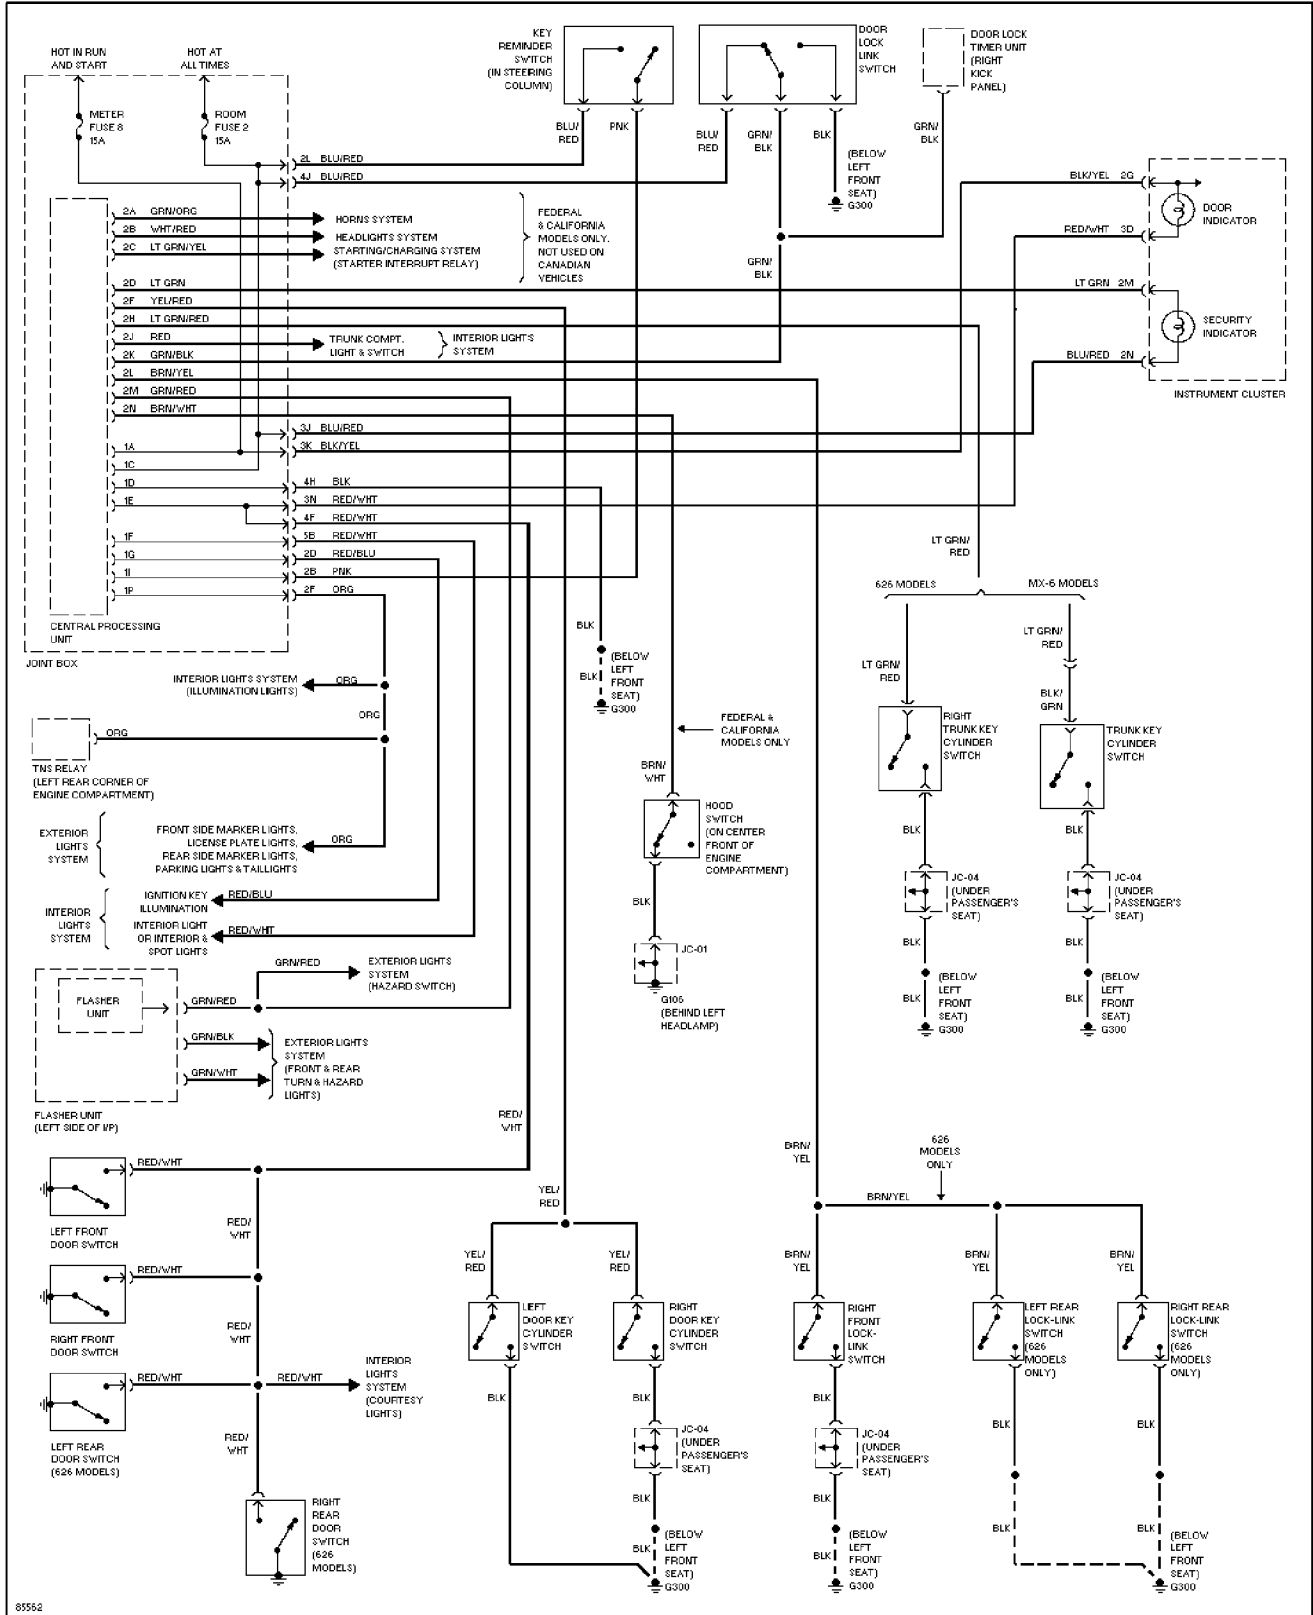 HOT IN RUN
AND START
HOT AT
ALL TIMES
METER
FUSE 8
15A
ROOM
FUSE 2
15A
KEY
REMINDER
SWITCH
(IN STEERING
COLUMN)
DOOR
LOCK
LINK
SWITCH
DOOR LOCK
TIMER UNIT
(RIGHT
KICK
PANEL)
BLU/
RED
PNK
BLU/
RED
GRN/
BLK
BLK
GRN/
BLK
(BELOW
LEFT
FRONT
SEAT)
G300
GRN/
BLK
2L BLU/RED
4J BLU/RED
2A GRN/ORG
HORNS SYSTEM
2B WHT/RED
HEADLIGHTS SYSTEM
2C LT GRN/YEL
STARTING/CHARGING SYSTEM
(STARTER INTERRUPT RELAY)
FEDERAL
& CALIFORNIA
MODELS ONLY.
NOT USED ON
CANADIAN
VEHICLES
2D LT GRN
2F YEL/RED
2H LT GRN/RED
2J RED
TRUNK COMPT.
LIGHT & SWITCH
INTERIOR LIGHTS
SYSTEM
2K GRN/BLK
2L BRN/YEL
2M GRN/RED
2N BRN/WHT
3J BLU/RED
1A
3K BLK/YEL
1C
1D
4H BLK
1E
3N RED/WHT
4F RED/WHT
1F
5B RED/WHT
1G
2D RED/BLU
1I
2B PNK
1P
2F ORG
CENTRAL PROCESSING
UNIT
JOINT BOX
BLK/YEL 2G
DOOR
INDICATOR
RED/WHT 3D
LT GRN 2M
SECURITY
INDICATOR
BLU/RED 2N
INSTRUMENT CLUSTER
LT GRN/
RED
626 MODELS
MX-6 MODELS
LT GRN/
RED
LT GRN/
RED
BLK/
GRN
RIGHT
TRUNK KEY
CYLINDER
SWITCH
TRUNK KEY
CYLINDER
SWITCH
BLK
BLK
JC-04
(UNDER
PASSENGER'S
SEAT)
JC-04
(UNDER
PASSENGER'S
SEAT)
BLK
BLK
(BELOW
LEFT
FRONT
SEAT)
G300
BLK
(BELOW
LEFT
FRONT
SEAT)
G300
BLK
BLK
BLK
(BELOW
LEFT
FRONT
SEAT)
G300
INTERIOR LIGHTS SYSTEM
(ILLUMINATION LIGHTS)
ORG
ORG
ORG
TNS RELAY
(LEFT REAR CORNER OF
ENGINE COMPARTMENT)
FEDERAL &
CALIFORNIA
MODELS ONLY
BRN/
WHT
HOOD
SWITCH
(ON CENTER
FRONT OF
ENGINE
COMPARTMENT)
BLK
JC-01
G106
(BEHIND LEFT
HEADLAMP)
EXTERIOR
LIGHTS
SYSTEM
FRONT SIDE MARKER LIGHTS,
LICENSE PLATE LIGHTS,
REAR SIDE MARKER LIGHTS,
PARKING LIGHTS & TAILLIGHTS
ORG
INTERIOR
LIGHTS
SYSTEM
IGNITION KEY
ILLUMINATION
RED/BLU
INTERIOR LIGHT
OR INTERIOR &
SPOT LIGHTS
RED/WHT
FLASHER
UNIT
GRN/RED
EXTERIOR LIGHTS
SYSTEM
(HAZARD SWITCH)
GRN/RED
GRN/BLK
GRN/WHT
EXTERIOR LIGHTS
SYSTEM
(FRONT & REAR
TURN & HAZARD
LIGHTS)
FLASHER UNIT
(LEFT SIDE OF I/P)
RED/
WHT
RED/WHT
LEFT FRONT
DOOR SWITCH
RED/
WHT
RED/WHT
RIGHT FRONT
DOOR SWITCH
RED/
WHT
RED/WHT
RED/WHT
INTERIOR
LIGHTS
SYSTEM
(COURTESY
LIGHTS)
LEFT REAR
DOOR SWITCH
(626 MODELS)
RED/
WHT
RIGHT
REAR
DOOR
SWITCH
(626
MODELS)
YEL/
RED
YEL/
RED
YEL/
RED
LEFT
DOOR KEY
CYLINDER
SWITCH
RIGHT
DOOR KEY
CYLINDER
SWITCH
BLK
BLK
JC-04
(UNDER
PASSENGER'S
SEAT)
BLK
BLK
(BELOW
LEFT
FRONT
SEAT)
G300
BRN/
YEL
626
MODELS
ONLY
BRN/YEL
BRN/
YEL
BRN/
YEL
BRN/
YEL
RIGHT
FRONT
LOCK-
LINK
SWITCH
LEFT REAR
LOCK-LINK
SWITCH
(626
MODELS
ONLY)
RIGHT REAR
LOCK-LINK
SWITCH
(626
MODELS
ONLY)
BLK
JC-04
(UNDER
PASSENGER'S
SEAT)
BLK
BLK
(BELOW
LEFT
FRONT
SEAT)
G300
BLK
BLK
BLK
BLK
(BELOW
LEFT
FRONT
SEAT)
G300
85562